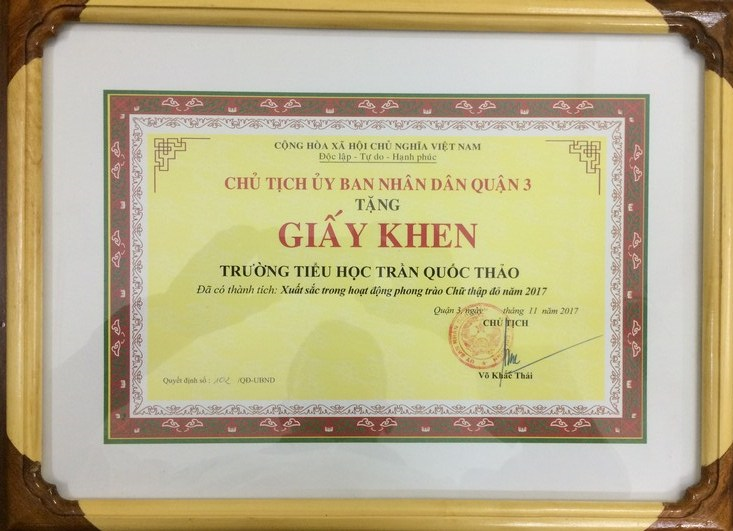 CỘNG HÒA XÃ HỘI CHỦ NGHĨA VIỆT NAM
Độc lập - Tự do - Hạnh phúc
CHỦ TỊCH ỦY BAN NHÂN DÂN QUẬN 3
TẶNG
GIẤY KHEN
TRƯỜNG TIỂU HỌC TRẦN QUỐC THẢO
Đã có thành tích: Xuất sắc trong hoạt động phong trào Chữ thập đỏ năm 2017
Quận 3, ngày tháng 11 năm 2017
CHỦ TỊCH
Võ Khắc Thái
Quyết định số : /QĐ-UBND